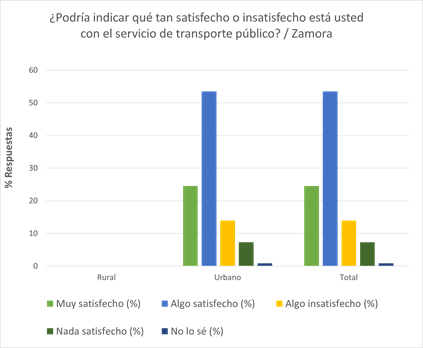 ¿Podría indicar qué tan satisfecho o insatisfecho está usted
con el servicio de transporte público? / Zamora
% Respuestas
60
50
40
30
20
10
0
Rural Urbano Total
Muy satisfecho (%) Algo satisfecho (%) Algo insatisfecho (%)
Nada satisfecho (%) No lo sé (%)